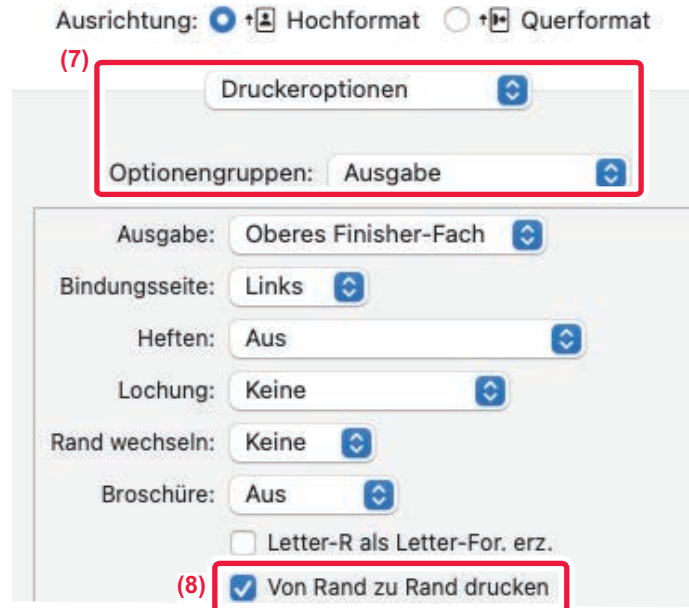 Ausrichtung: Hochformat Querformat
(7)
Druckeroptionen
Optionengruppen: Ausgabe
Ausgabe: Oberes Finisher-Fach
Bindungsseite: Links
Heften: Aus
Lochung: Keine
Rand wechseln: Keine
Broschüre: Aus
Letter-R als Letter-For. erz.
(8) Von Rand zu Rand drucken